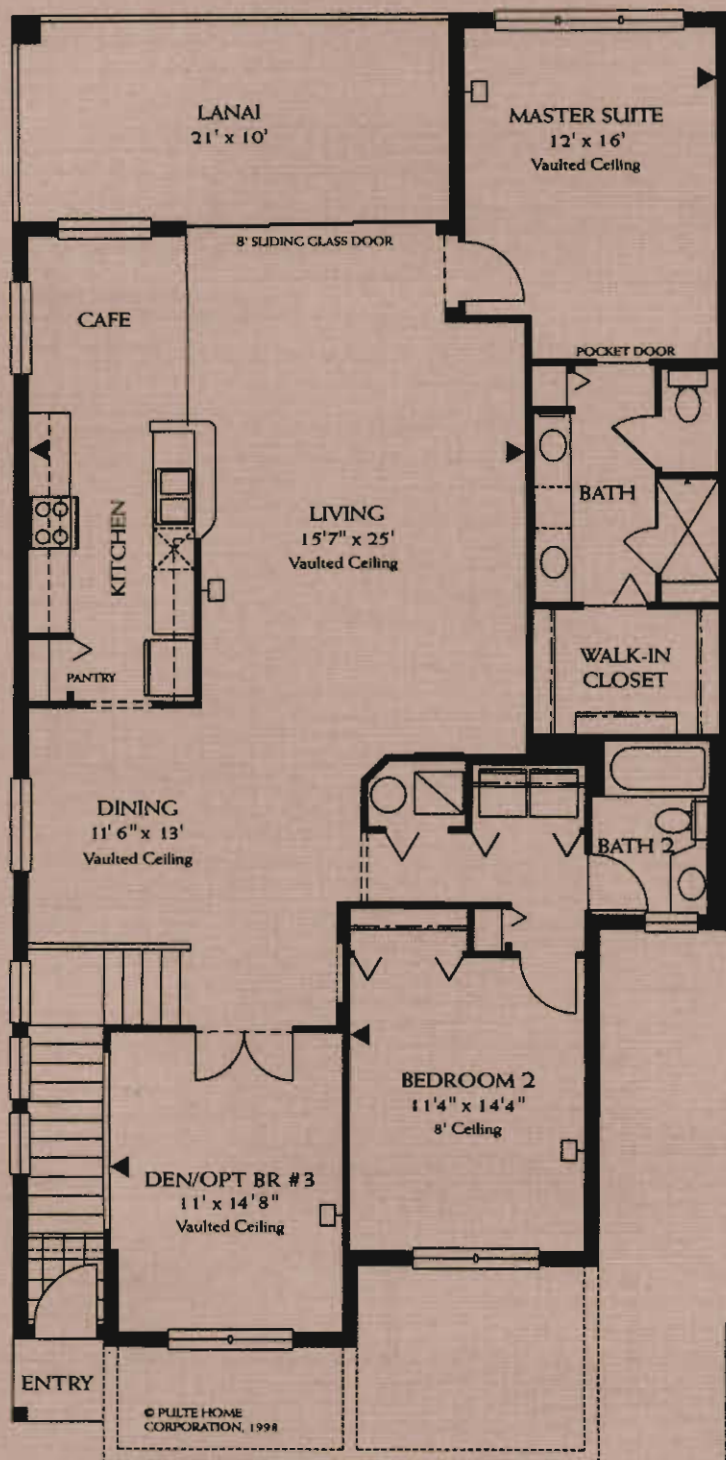 LANAI
21' x 10'
MASTER SUITE
12' x 16'
Vaulted Ceiling
8' SLIDING GLASS DOOR
CAFE
POCKET DOOR
KITCHEN
BATH
LIVING
15'7" x 25'
Vaulted Ceiling
PANTRY
WALK-IN
CLOSET
DINING
11' 6" x 13'
Vaulted Ceiling
BATH 2
BEDROOM 2
11'4" x 14'4"
8' Ceiling
DEN/OPT BR #3
11' x 14'8"
Vaulted Ceiling
ENTRY
© PULTE HOME
CORPORATION, 1998